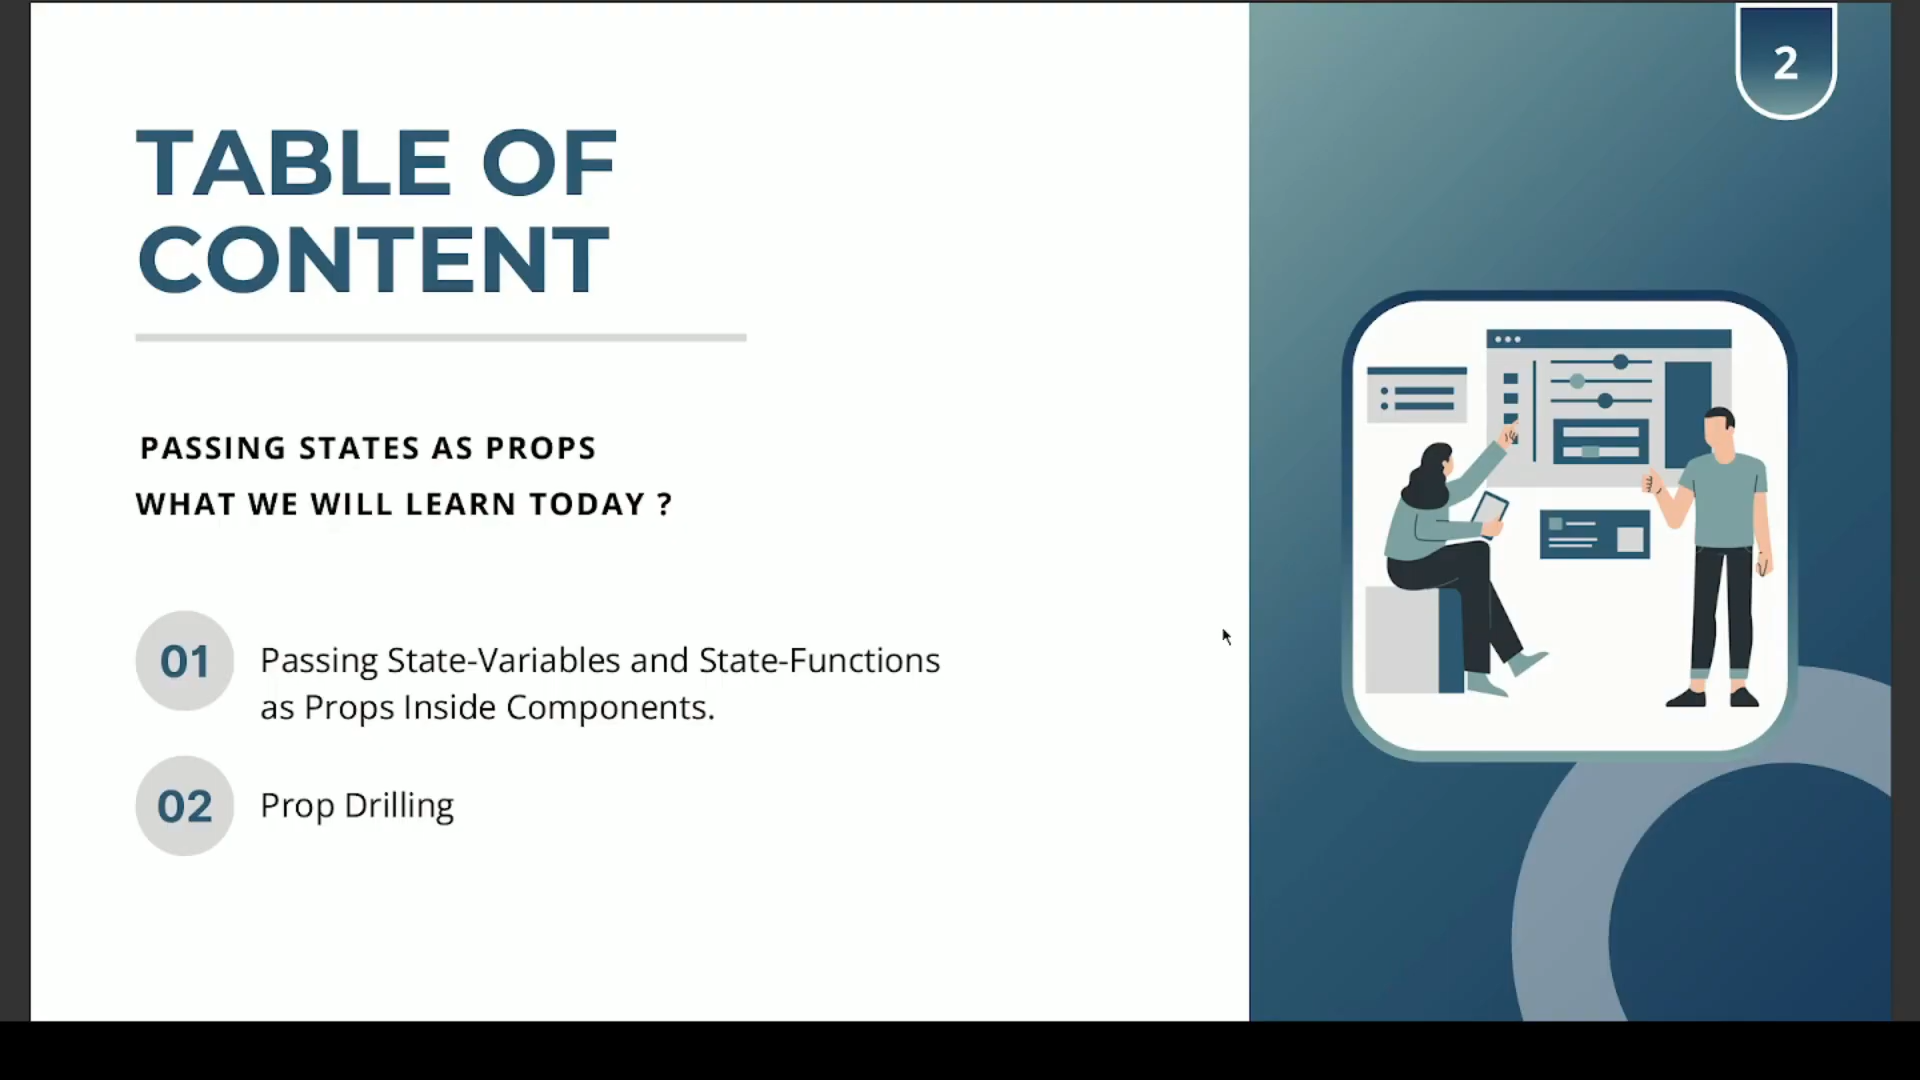 2
TABLE OF
CONTENT
PASSING STATES AS PROPS
WHAT WE WILL LEARN TODAY ?
01
Passing State-Variables and State-Functions
as Props Inside Components.
02
Prop Drilling